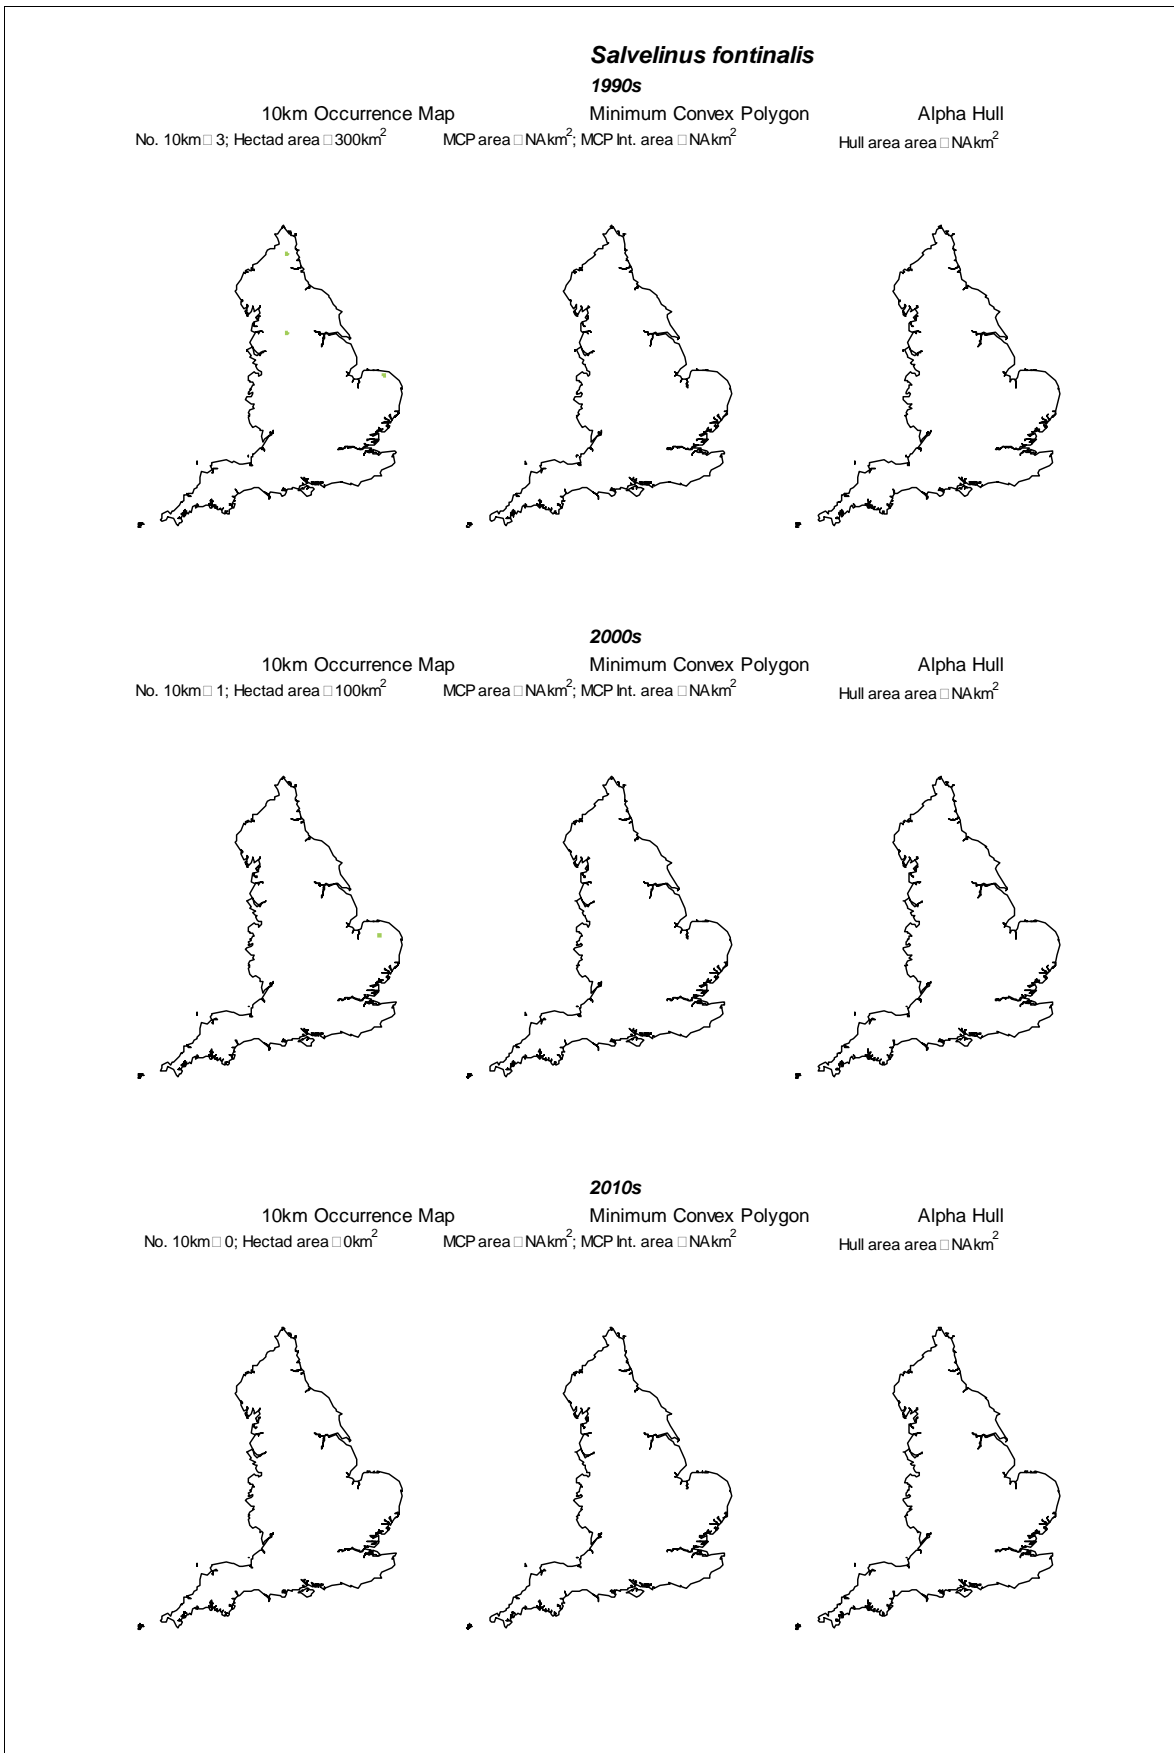 Salvelinus fontinalis
1990s
10km Occurrence Map Minimum Convex Polygon Alpha Hull
No. 10km□3; Hectad area□300km² MCP area□NAkm²; MCP Int. area□NAkm² Hull area area□NAkm²
2000s
10km Occurrence Map Minimum Convex Polygon Alpha Hull
No. 10km□1; Hectad area□100km² MCP area□NAkm²; MCP Int. area□NAkm² Hull area area□NAkm²
2010s
10km Occurrence Map Minimum Convex Polygon Alpha Hull
No. 10km□0; Hectad area□0km² MCP area□NAkm²; MCP Int. area□NAkm² Hull area area□NAkm²